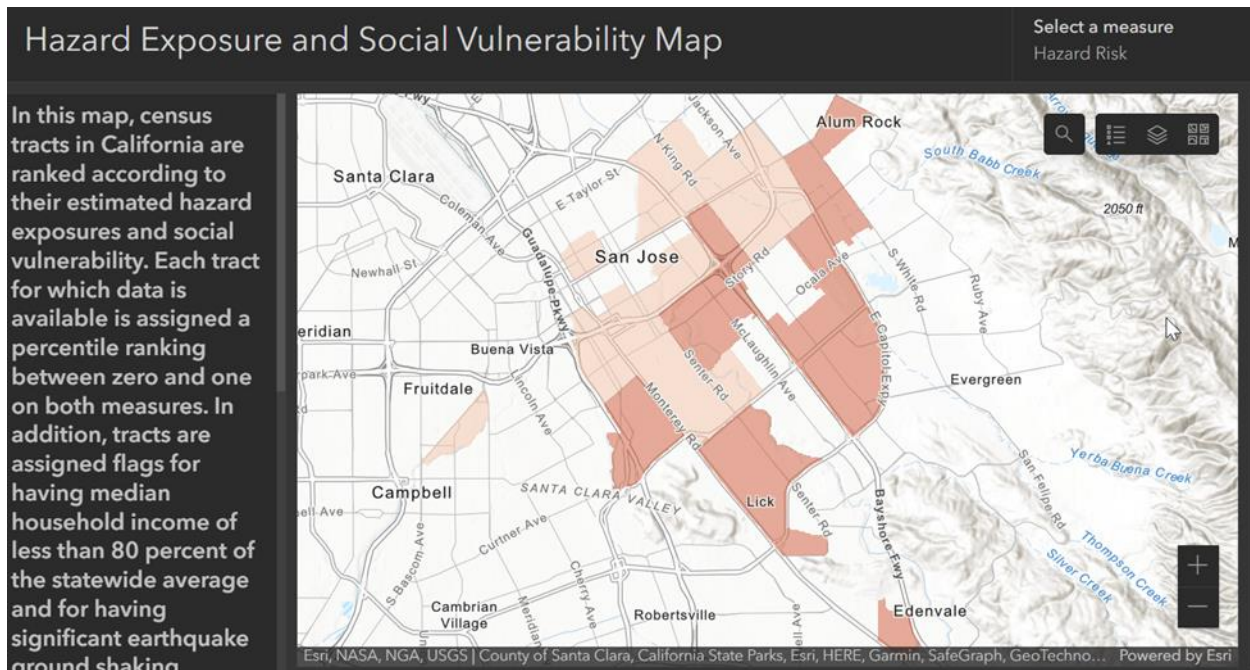 Hazard Exposure and Social Vulnerability Map
Select a measure
Hazard Risk
In this map, census
tracts in California are
ranked according to
their estimated hazard
exposures and social
vulnerability. Each tract
for which data is
available is assigned a
percentile ranking
between zero and one
on both measures. In
addition, tracts are
assigned flags for
having median
household income of
less than 80 percent of
the statewide average
and for having
significant earthquake
ground shaking
Jackson Ave
Alum Rock
N King Rd
South Babb Creek
Santa Clara
E Taylor St
2050 ft
Coleman Ave
Guadalupe Pkwy
San Jose
Story Rd
Newhall St
Ocala Ave
S White Rd
Ruby Ave
eridian
Buena Vista
McLaughlin Ave
E Capitol Expy
park Ave
Senter Rd
Fruitdale
Lincoln Ave
Monterey Rd
Evergreen
Yerba Buena Creek
San Felipe Rd
Campbell
SANTA CLARA VALLEY
Lick
Senter Rd
bell Ave
Curtner Ave
Bayshore Fwy
Thompson Creek
Silver Creek
S Bascom Ave
Cherry Ave
Meridian
Cambrian
Village
Robertsville
Edenvale
Esri, NASA, NGA, USGS | County of Santa Clara, California State Parks, Esri, HERE, Garmin, SafeGraph, GeoTechno... Powered by Esri